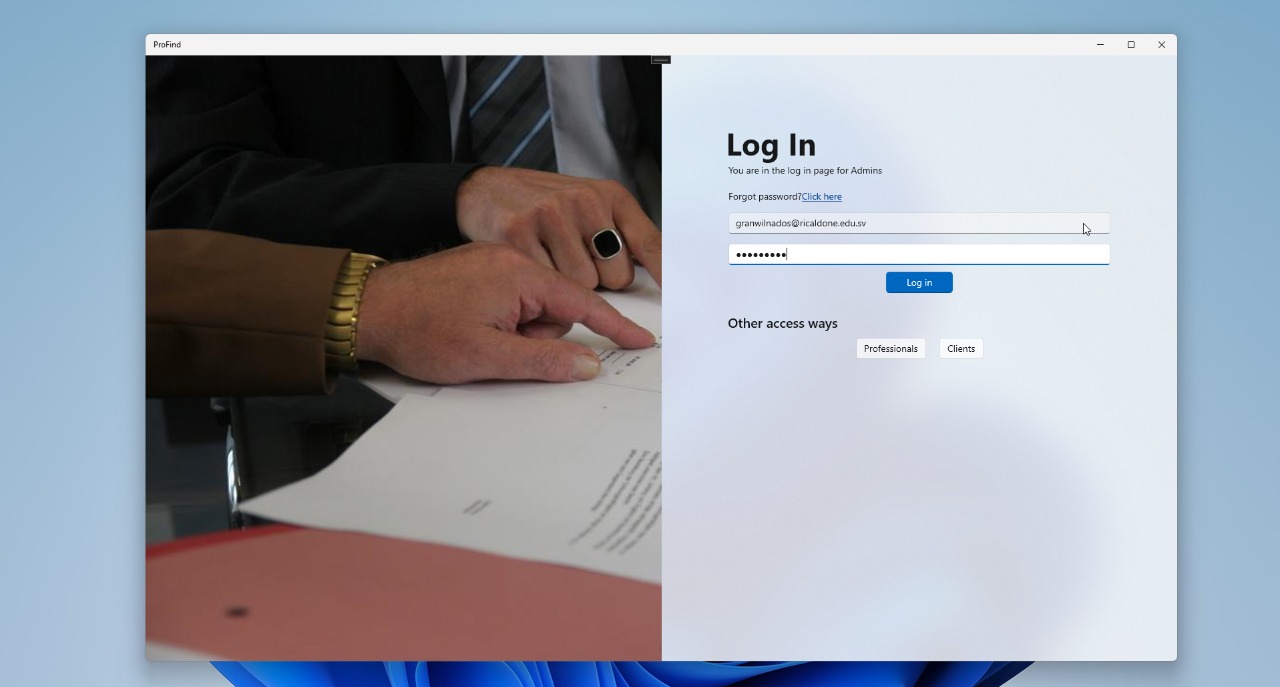 ProFind
Log In
You are in the log in page for Admins
Forgot password?Click here
granwilnados@ricaldone.edu.sv
•••••••••
Log in
Other access ways
Professionals Clients